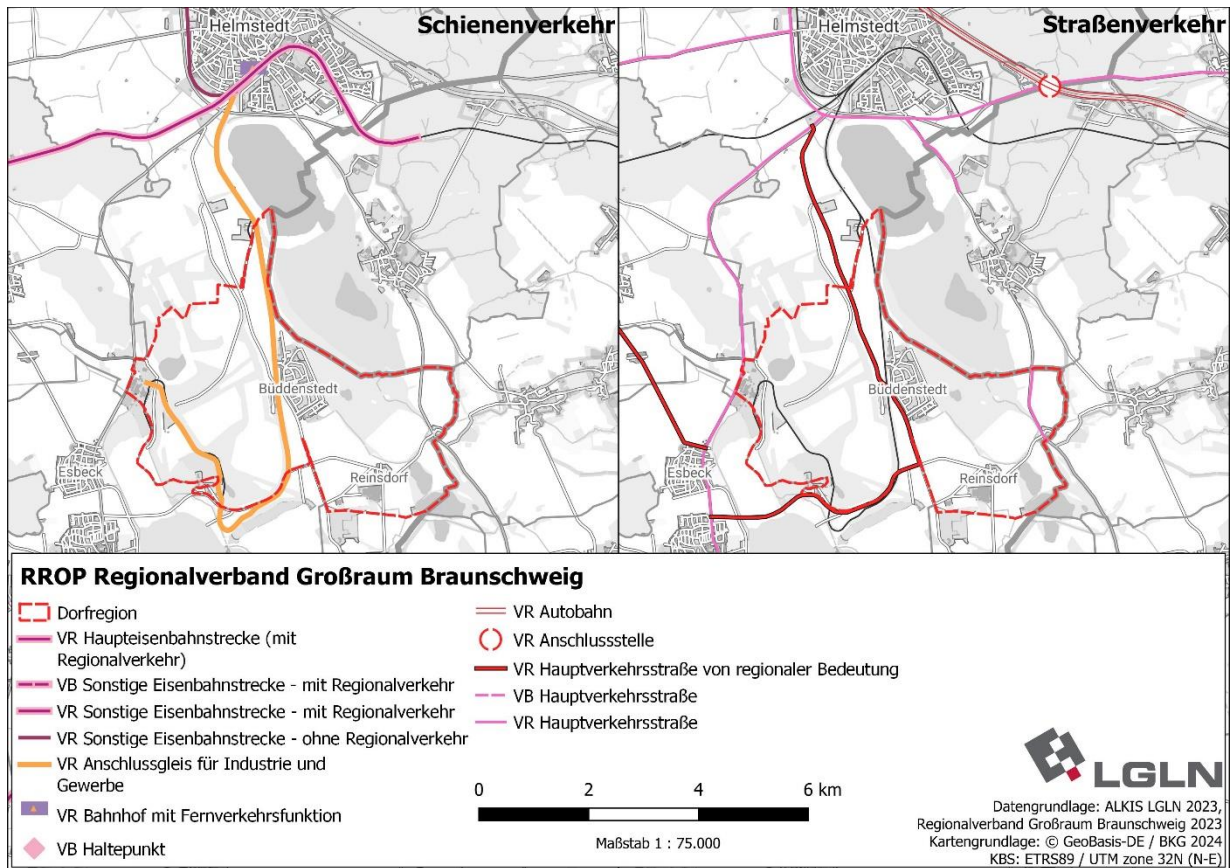 Helmstedt
Schienenverkehr
Büddenstedt
Esbeck
Reinsdorf
Helmstedt
Straßenverkehr
Büddenstedt
Esbeck
Reinsdorf
RROP Regionalverband Großraum Braunschweig
Dorfregion
VR Haupteisenbahnstrecke (mit
Regionalverkehr)
VB Sonstige Eisenbahnstrecke - mit Regionalverkehr
VR Sonstige Eisenbahnstrecke - mit Regionalverkehr
VR Sonstige Eisenbahnstrecke - ohne Regionalverkehr
VR Anschlussgleis für Industrie und
Gewerbe
VR Bahnhof mit Fernverkehrsfunktion
VB Haltepunkt
VR Autobahn
VR Anschlussstelle
VR Hauptverkehrsstraße von regionaler Bedeutung
VB Hauptverkehrsstraße
VR Hauptverkehrsstraße
0 2 4 6 km
Maßstab 1 : 75.000
LGLN
Datengrundlage: ALKIS LGLN 2023,
Regionalverband Großraum Braunschweig 2023
Kartengrundlage: © GeoBasis-DE / BKG 2024
KBS: ETRS89 / UTM zone 32N (N-E)